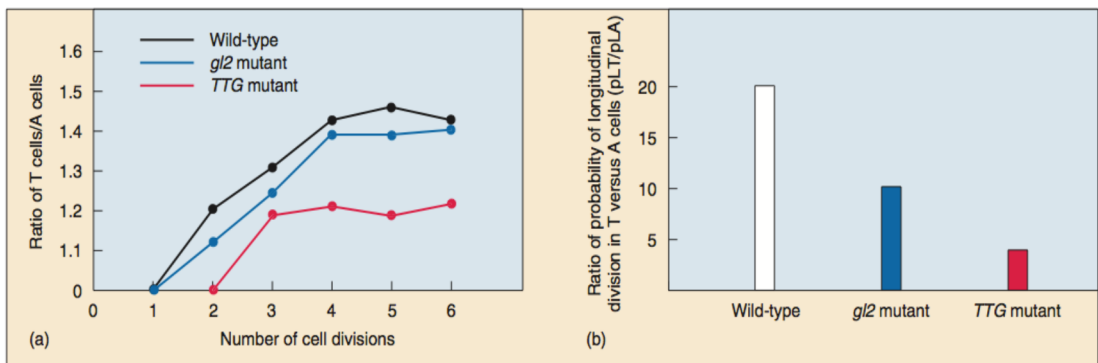 Wild-type
gl2 mutant
TTG mutant
1.6
1.5
1.4
1.3
1.2
1.1
0
0 1 2 3 4 5 6
Ratio of T cells/A cells
Number of cell divisions
(a)
Ratio of probability of longitudinal
division in T versus A cells (pLT/pLA)
20
15
10
5
Wild-type gl2 mutant TTG mutant
(b)